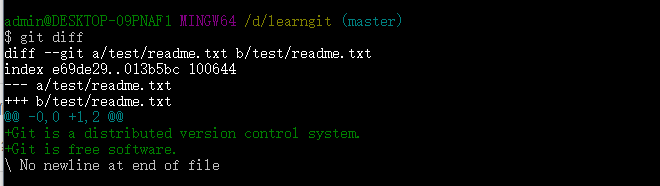 admin@DESKTOP-09PNAF1 MINGW64 /d/learngit (master)
$ git diff
diff --git a/test/readme.txt b/test/readme.txt
index e69de29..013b5bc 100644
--- a/test/readme.txt
+++ b/test/readme.txt
@@ -0,0 +1,2 @@
+Git is a distributed version control system.
+Git is free software.
\ No newline at end of file